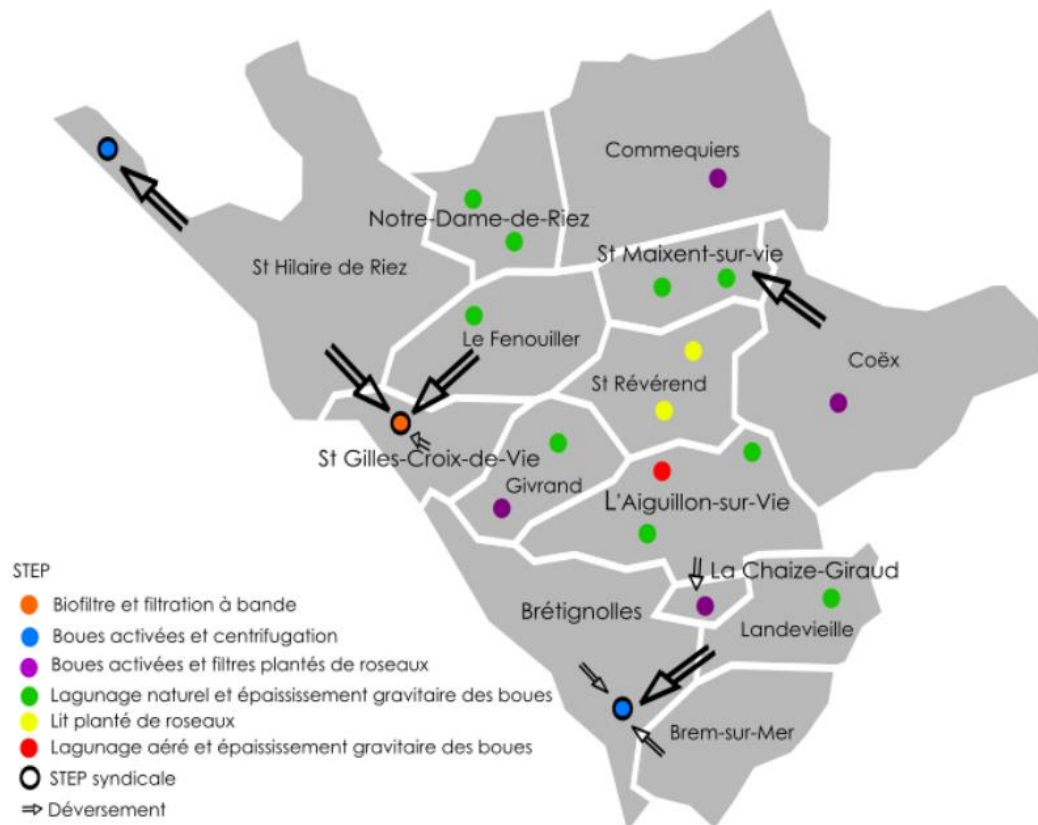 Commequiers
Notre-Dame-de-Riez
St Maixent-sur-vie
St Hilaire de Riez
Le Fenouiller
Coëx
St Révérend
St Gilles-Croix-de-Vie
Givrand
L'Aiguillon-sur-Vie
La Chaize-Giraud
Brétignolles
Landevieille
Brem-sur-Mer
STEP
Biofiltre et filtration à bande
Boues activées et centrifugation
Boues activées et filtres plantés de roseaux
Lagunage naturel et épaississement gravitaire des boues
Lit planté de roseaux
Lagunage aéré et épaississement gravitaire des boues
STEP syndicale
Déversement